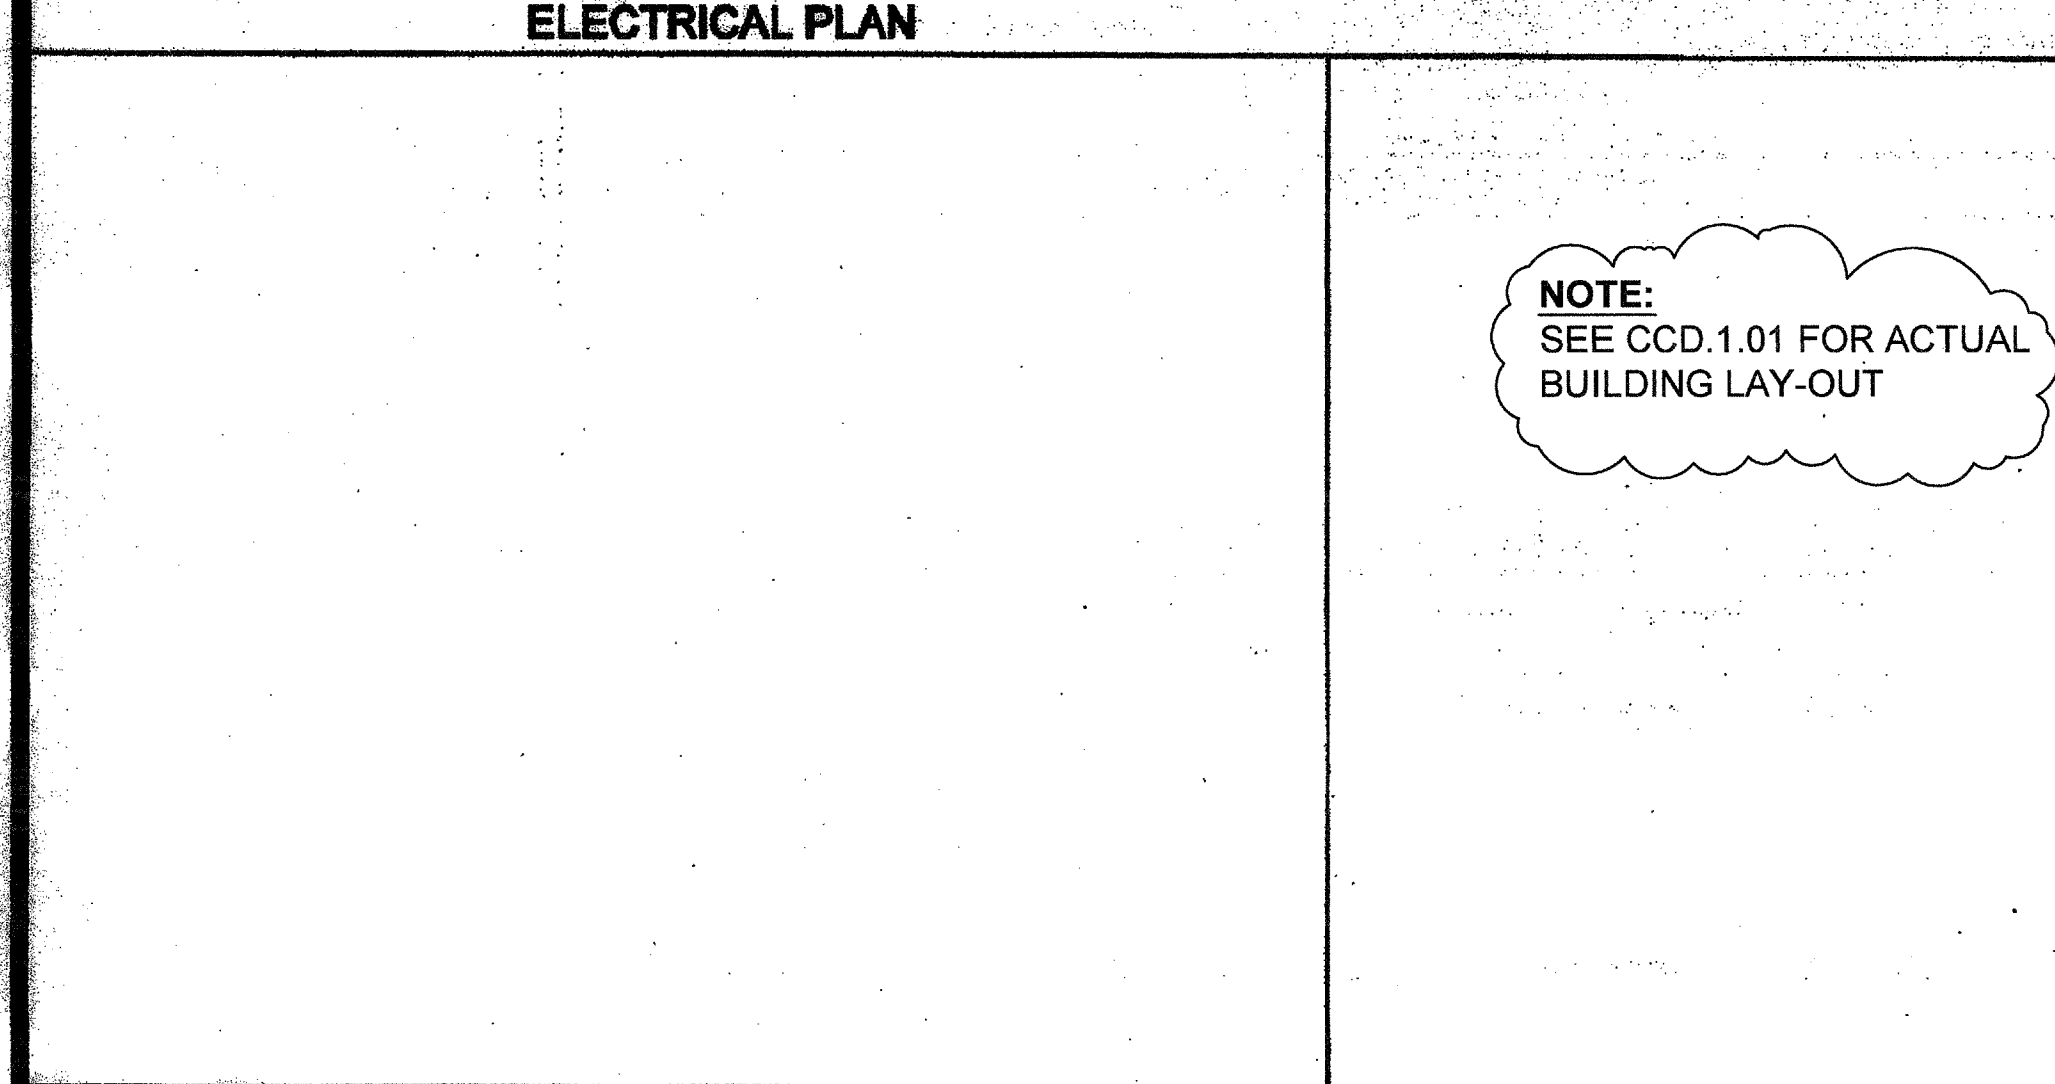 ELECTRICAL PLAN
NOTE:
SEE CCD.1.01 FOR ACTUAL
BUILDING LAY-OUT